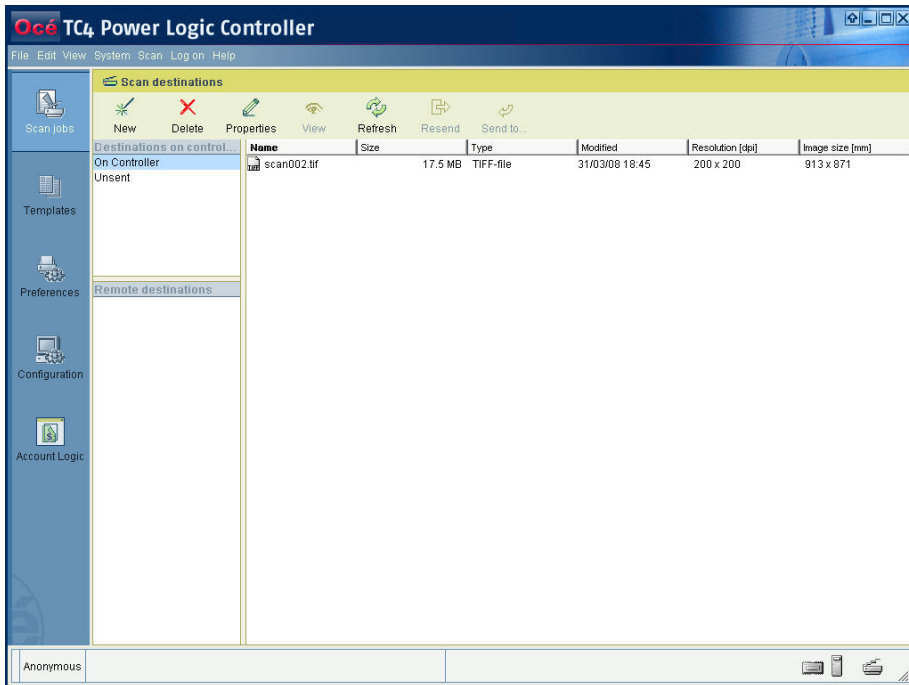 Océ TC4 Power Logic Controller
File Edit View System Scan Log on Help
Scan destinations
New Delete Properties View Refresh Resend Send to...
Scan jobs
Templates
Preferences
Configuration
Account Logic
Destinations on control...
On Controller
Unsent
Remote destinations
Name Size Type Modified Resolution [dpi] Image size [mm]
scan002.tif 17.5 MB TIFF-file 31/03/08 18:45 200 x 200 913 x 871
Anonymous